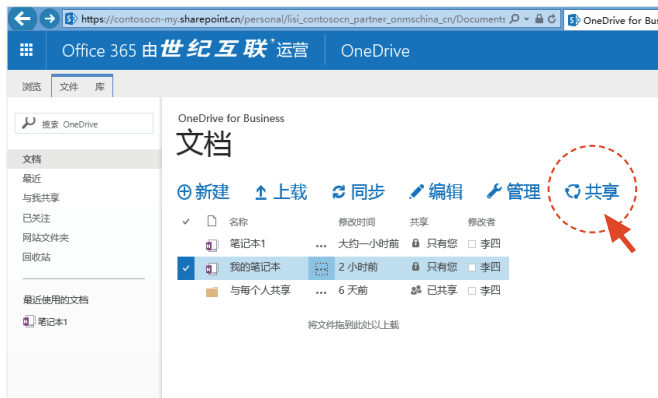 https://contosocn-my.sharepoint.cn/personal/lisi_contosocn_partner_onmschina_cn/Documents
OneDrive for Bus
Office 365 由世纪互联运营 OneDrive
浏览 文件 库
搜索 OneDrive
文档
最近
与我共享
已关注
网站文件夹
回收站
最近使用的文档
笔记本1
OneDrive for Business
文档
新建 上载 同步 编辑 管理 共享
名称 修改时间 共享 修改者
笔记本1 ... 大约一小时前 只有您 李四
我的笔记本 ... 2 小时前 只有您 李四
与每个人共享 ... 6 天前 已共享 李四
将文件拖到此处以上载